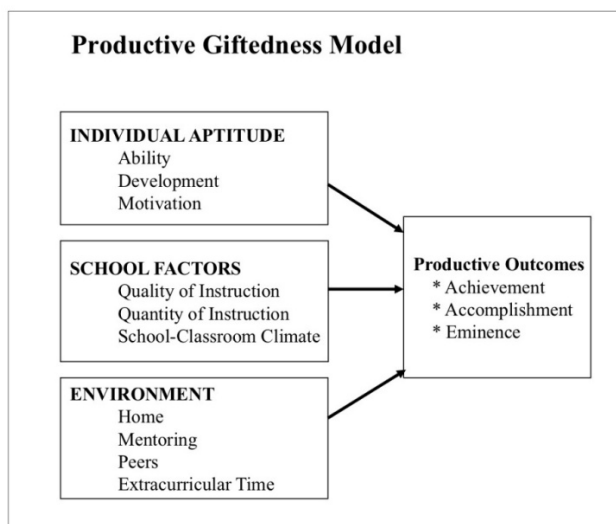 Productive Giftedness Model
INDIVIDUAL APTITUDE
Ability
Development
Motivation
SCHOOL FACTORS
Quality of Instruction
Quantity of Instruction
School-Classroom Climate
ENVIRONMENT
Home
Mentoring
Peers
Extracurricular Time
Productive Outcomes
* Achievement
* Accomplishment
* Eminence